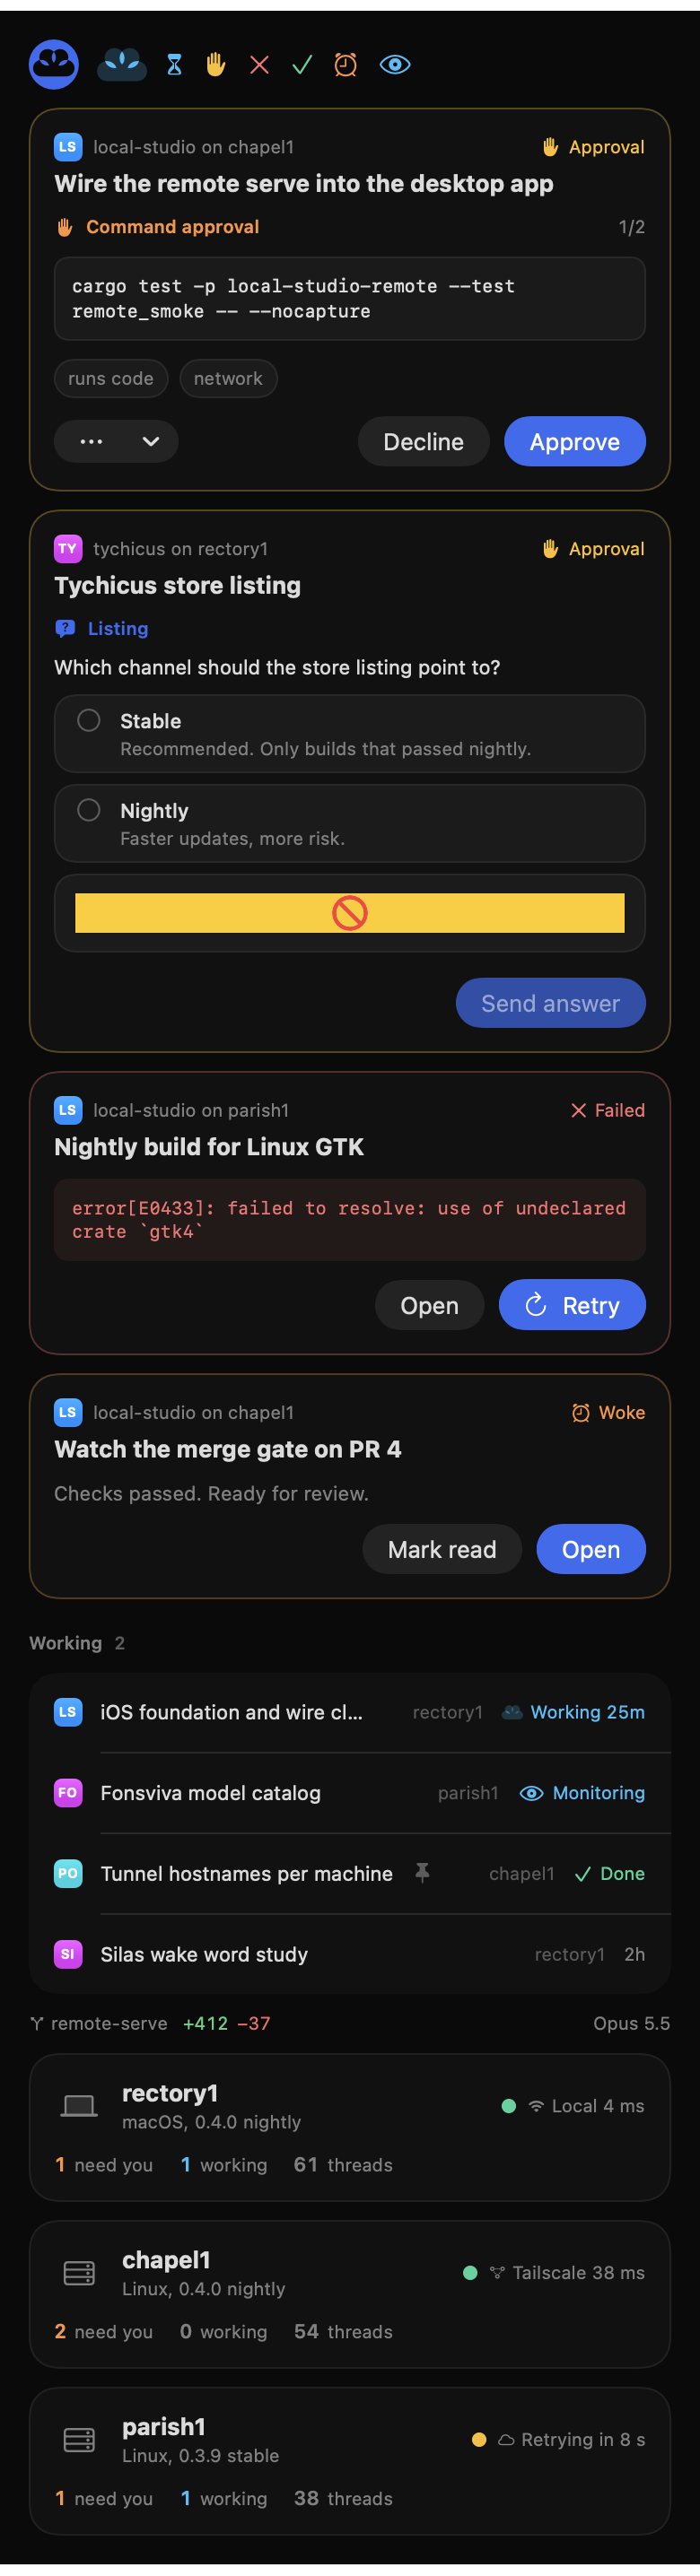 LS local-studio on chapel1 Approval
Wire the remote serve into the desktop app
Command approval 1/2
cargo test -p local-studio-remote --test
remote_smoke -- --nocapture
runs code network
Decline Approve
TY tychicus on rectory1 Approval
Tychicus store listing
Listing
Which channel should the store listing point to?
Stable
Recommended. Only builds that passed nightly.
Nightly
Faster updates, more risk.
Send answer
LS local-studio on parish1 Failed
Nightly build for Linux GTK
error[E0433]: failed to resolve: use of undeclared
crate `gtk4`
Open Retry
LS local-studio on chapel1 Woke
Watch the merge gate on PR 4
Checks passed. Ready for review.
Mark read Open
Working 2
LS iOS foundation and wire cl... rectory1 Working 25m
FO Fonsviva model catalog parish1 Monitoring
PO Tunnel hostnames per machine chapel1 Done
SI Silas wake word study rectory1 2h
remote-serve +412 −37 Opus 5.5
rectory1
macOS, 0.4.0 nightly Local 4 ms
1 need you 1 working 61 threads
chapel1
Linux, 0.4.0 nightly Tailscale 38 ms
2 need you 0 working 54 threads
parish1
Linux, 0.3.9 stable Retrying in 8 s
1 need you 1 working 38 threads